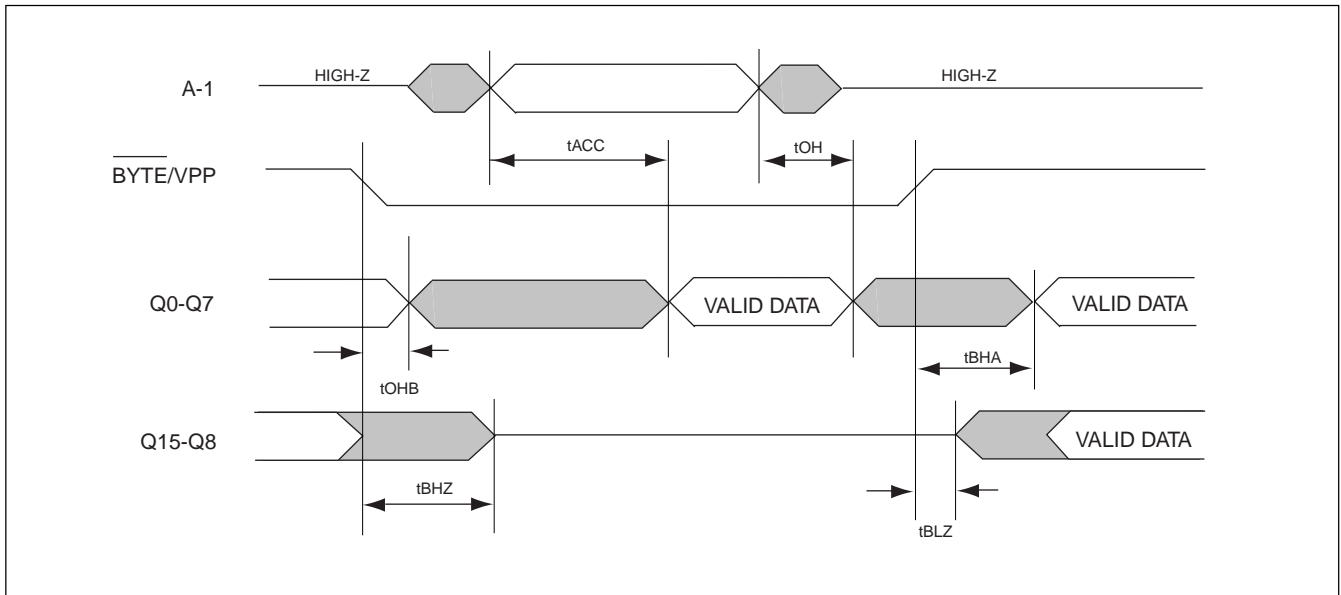 HIGH-Z
HIGH-Z
A-1
tACC
tOH
BYTE/VPP
Q0-Q7
VALID DATA
VALID DATA
tBHA
tOHB
Q15-Q8
VALID DATA
tBHZ
tBLZ